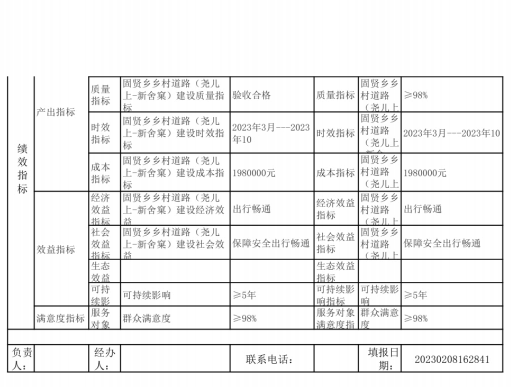 绩效指标
产出指标
质量指标
固贤乡乡村道路（尧儿上-新舍窠）建设质量指标
验收合格
质量指标
固贤乡乡村道路（尧儿上
≥98%
时效指标
固贤乡乡村道路（尧儿上-新舍窠）建设时效指标
2023年3月---2023年10
时效指标
固贤乡乡村道路（尧儿上
2023年3月---2023年10
成本指标
固贤乡乡村道路（尧儿上-新舍窠）建设成本指标
1980000元
成本指标
固贤乡乡村道路（尧儿上
1980000元
效益指标
经济效益指标
固贤乡乡村道路（尧儿上-新舍窠）建设经济效益
出行畅通
经济效益指标
固贤乡乡村道路（尧儿上
出行畅通
社会效益指标
固贤乡乡村道路（尧儿上-新舍窠）建设社会效益
保障安全出行畅通
社会效益指标
固贤乡乡村道路（尧儿上
保障安全出行畅通
生态效益
生态效益指标
可持续影
可持续影响
≥5年
可持续影响指标
可持续影响
≥5年
满意度指标
服务对象
群众满意度
≥98%
服务对象满意度指
群众满意度
≥98%
负责人：
经办人：
联系电话：
填报日期：
20230208162841